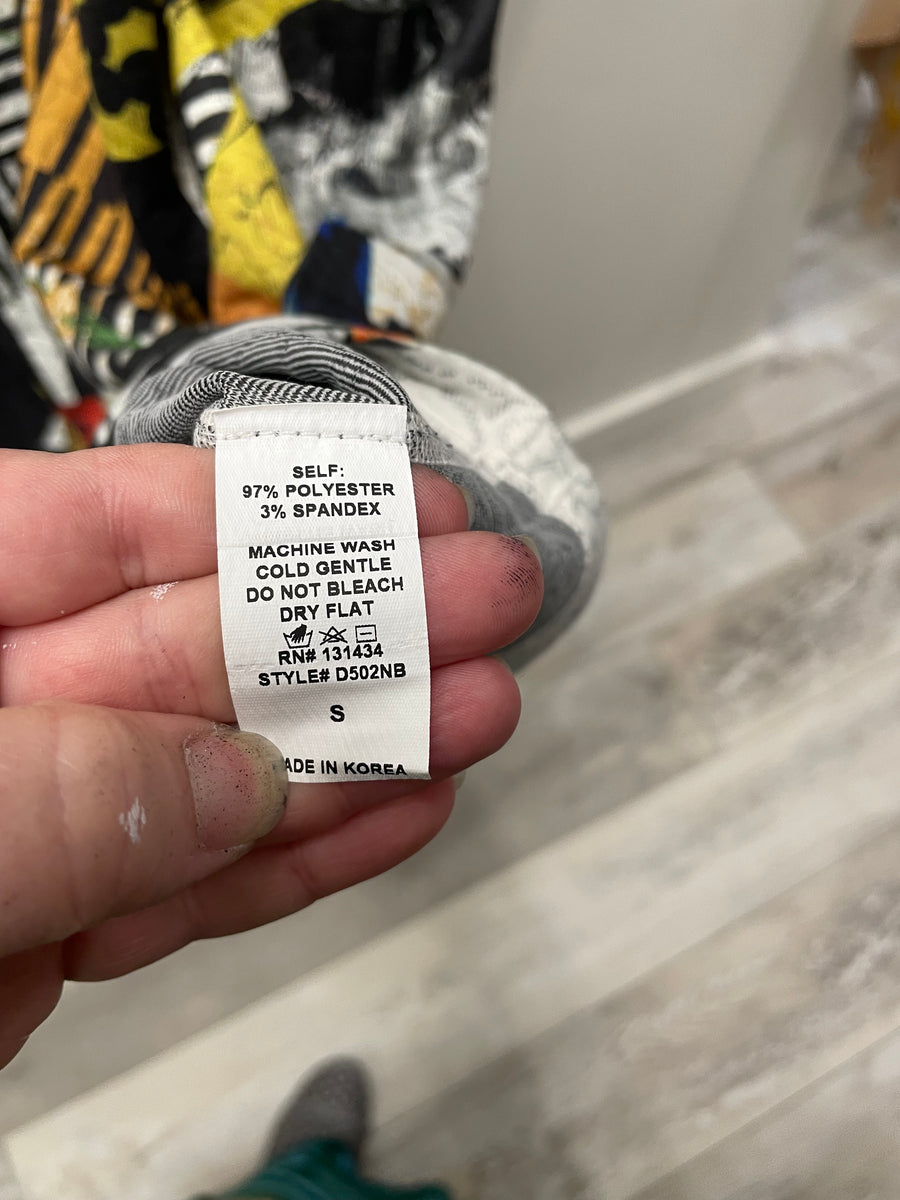 SELF:
97% POLYESTER
3% SPANDEX
MACHINE WASH
COLD GENTLE
DO NOT BLEACH
DRY FLAT
RN# 131434
STYLE# D502NB
S
ADE IN KOREA